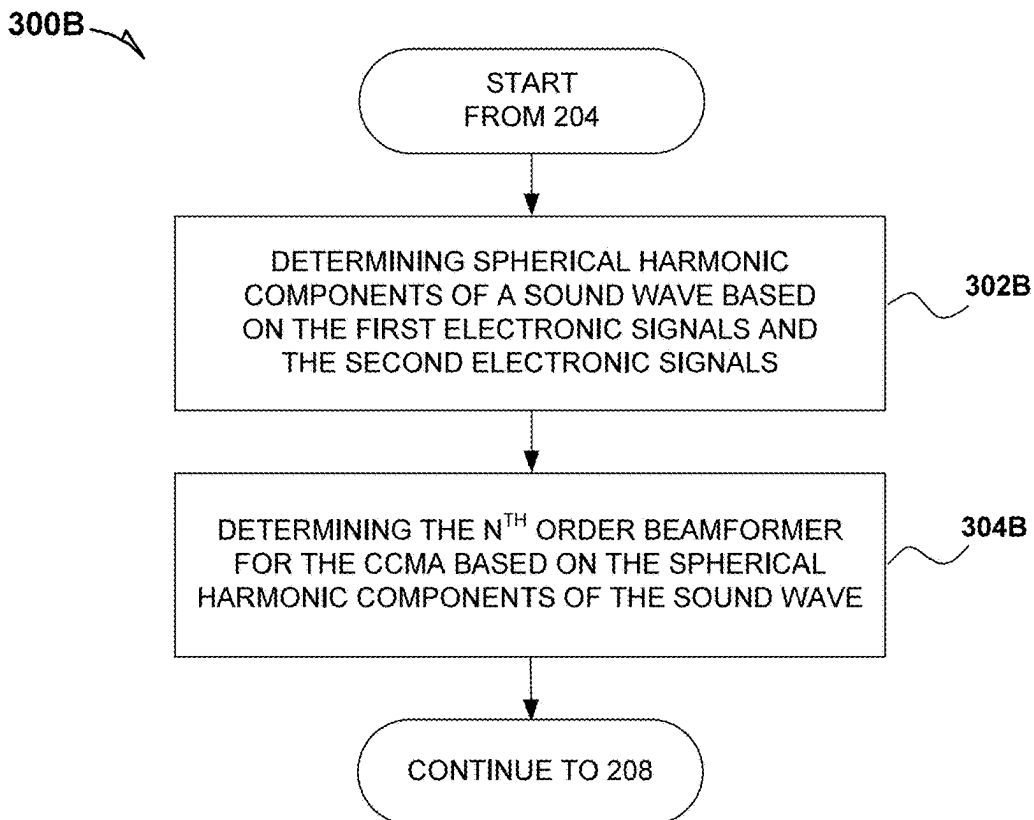 300B
START
FROM 204
DETERMINING SPHERICAL HARMONIC
COMPONENTS OF A SOUND WAVE BASED
ON THE FIRST ELECTRONIC SIGNALS AND
THE SECOND ELECTRONIC SIGNALS
302B
DETERMINING THE N^TH ORDER BEAMFORMER
FOR THE CCMA BASED ON THE SPHERICAL
HARMONIC COMPONENTS OF THE SOUND WAVE
304B
CONTINUE TO 208